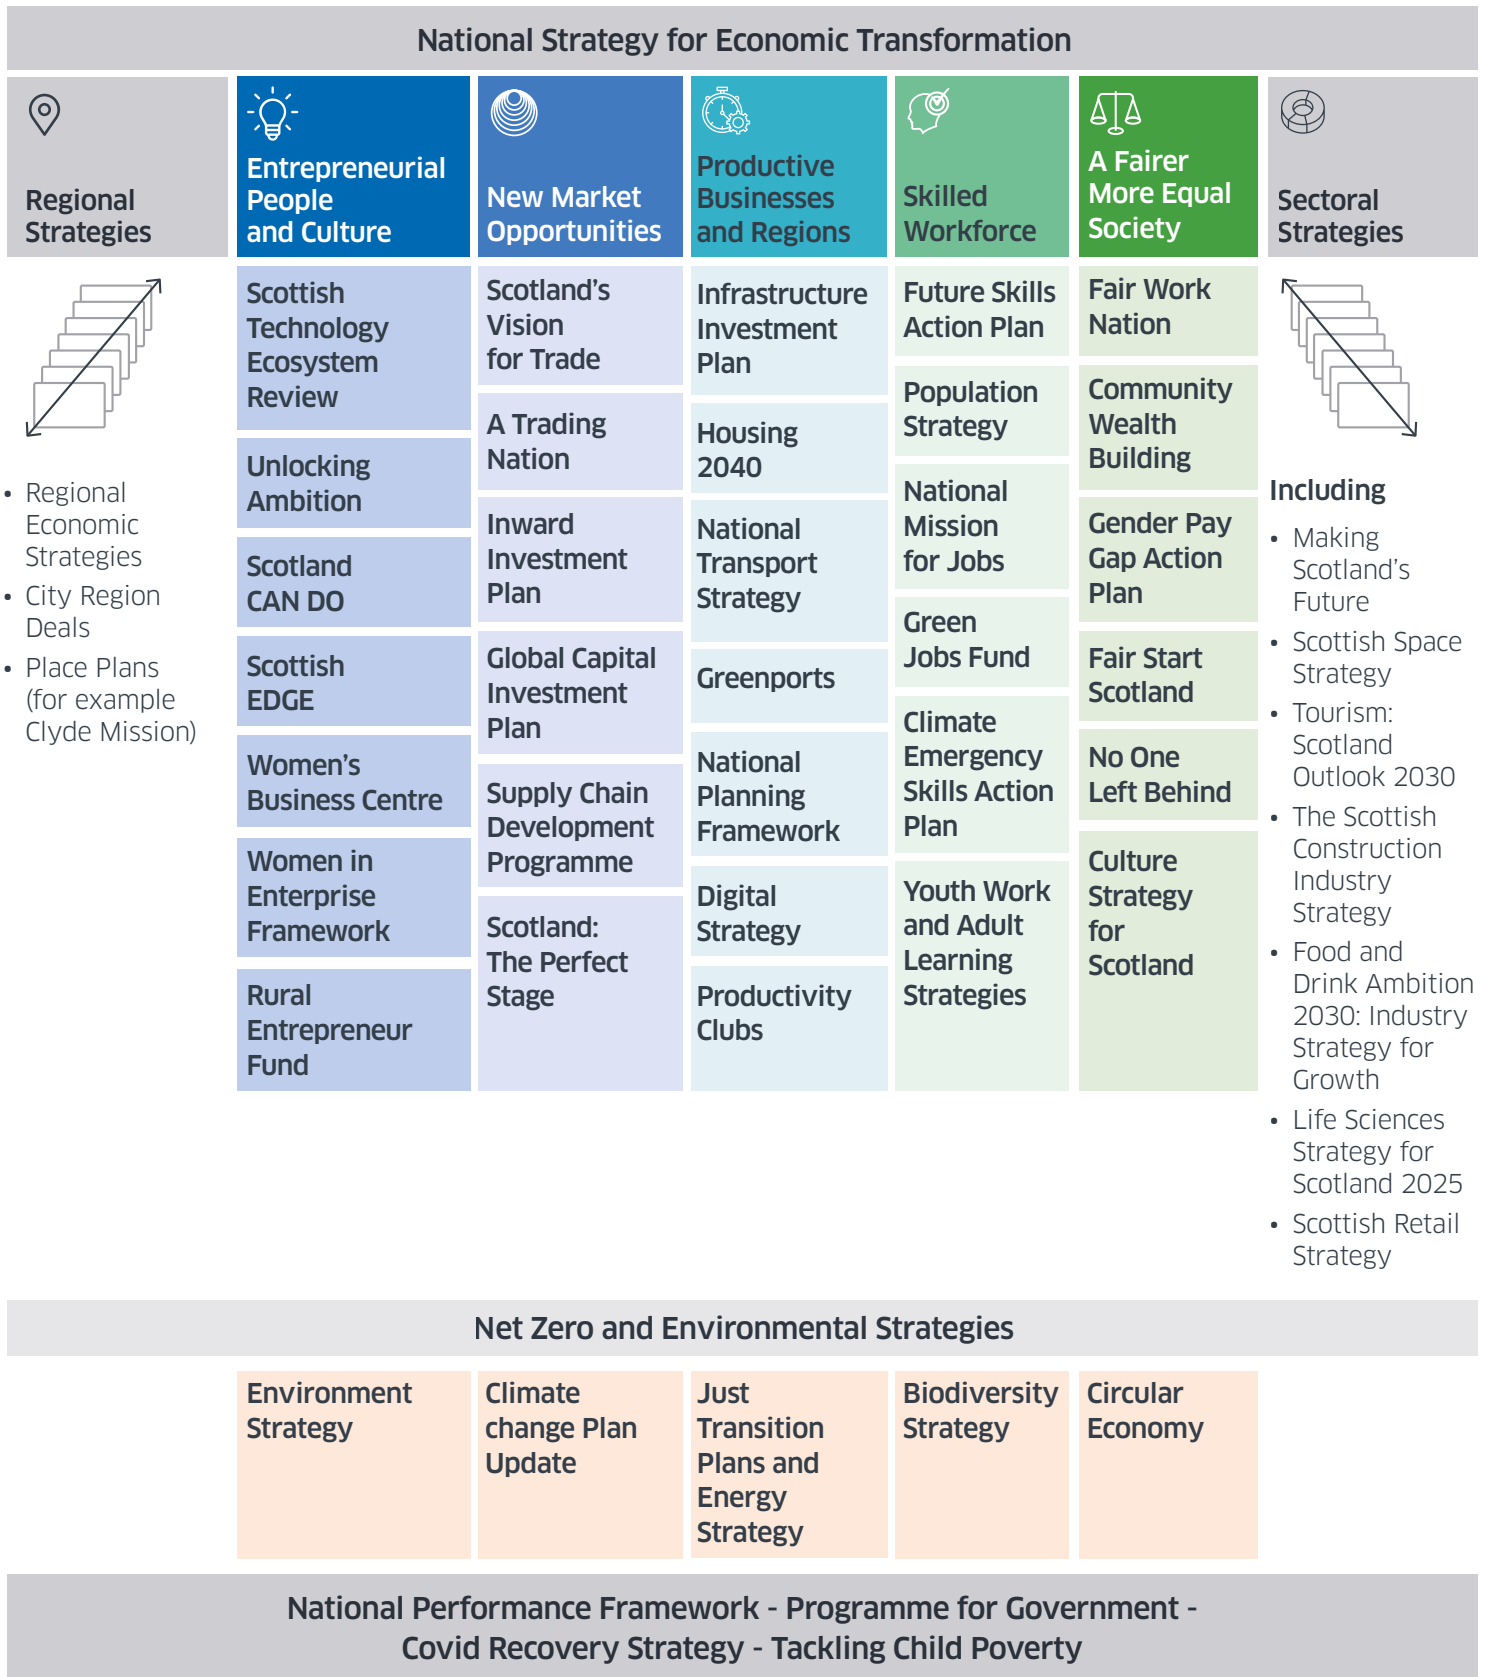 National Strategy for Economic Transformation
Regional
Strategies
• Regional
Economic
Strategies
• City Region
Deals
• Place Plans
(for example
Clyde Mission)
Entrepreneurial
People
and Culture
Scottish
Technology
Ecosystem
Review
Unlocking
Ambition
Scotland
CAN DO
Scottish
EDGE
Women’s
Business Centre
Women in
Enterprise
Framework
Rural
Entrepreneur
Fund
New Market
Opportunities
Scotland’s
Vision
for Trade
A Trading
Nation
Inward
Investment
Plan
Global Capital
Investment
Plan
Supply Chain
Development
Programme
Scotland:
The Perfect
Stage
Productive
Businesses
and Regions
Infrastructure
Investment
Plan
Housing
2040
National
Transport
Strategy
Greenports
National
Planning
Framework
Digital
Strategy
Productivity
Clubs
Skilled
Workforce
Future Skills
Action Plan
Population
Strategy
National
Mission
for Jobs
Green
Jobs Fund
Climate
Emergency
Skills Action
Plan
Youth Work
and Adult
Learning
Strategies
A Fairer
More Equal
Society
Fair Work
Nation
Community
Wealth
Building
Gender Pay
Gap Action
Plan
Fair Start
Scotland
No One
Left Behind
Culture
Strategy
for
Scotland
Sectoral
Strategies
Including
• Making
Scotland’s
Future
• Scottish Space
Strategy
• Tourism:
Scotland
Outlook 2030
• The Scottish
Construction
Industry
Strategy
• Food and
Drink Ambition
2030: Industry
Strategy for
Growth
• Life Sciences
Strategy for
Scotland 2025
• Scottish Retail
Strategy
Net Zero and Environmental Strategies
Environment
Strategy
Climate
change Plan
Update
Just
Transition
Plans and
Energy
Strategy
Biodiversity
Strategy
Circular
Economy
National Performance Framework - Programme for Government -
Covid Recovery Strategy - Tackling Child Poverty